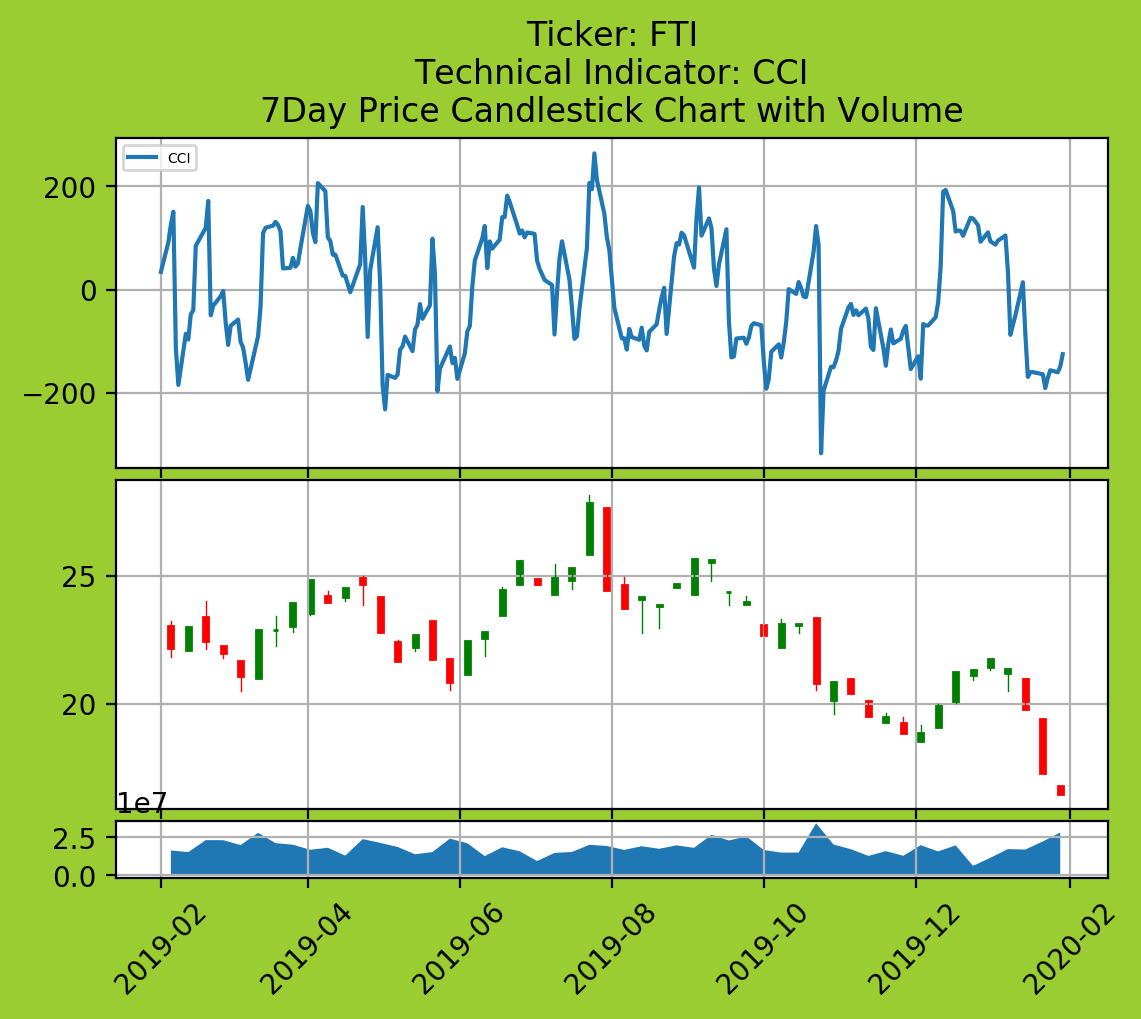 Ticker: FTI
Technical Indicator: CCI
7Day Price Candlestick Chart with Volume
CCI
200
0
−200
25
20
1e7
2.5
0.0
2019-02
2019-04
2019-06
2019-08
2019-10
2019-12
2020-02